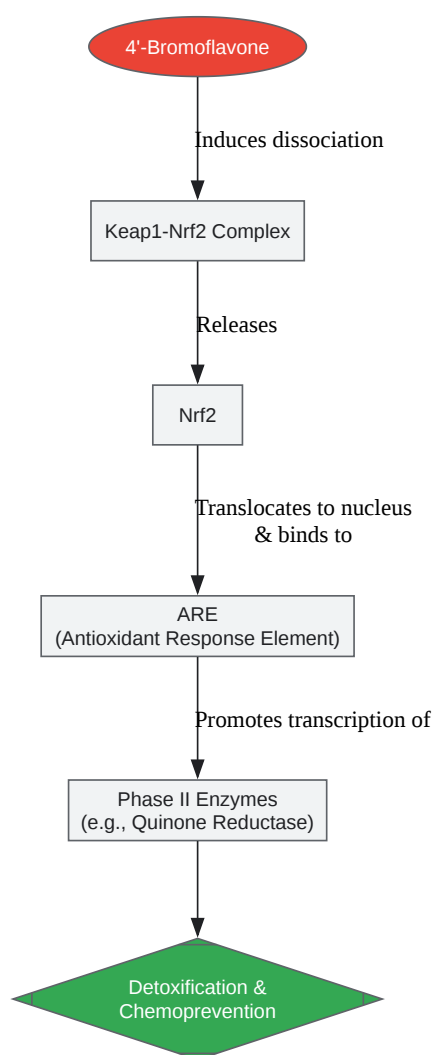 4'-Bromoflavone
Induces dissociation
Keap1-Nrf2 Complex
Releases
Nrf2
Translocates to nucleus
& binds to
ARE
(Antioxidant Response Element)
Promotes transcription of
Phase II Enzymes
(e.g., Quinone Reductase)
Detoxification &
Chemoprevention